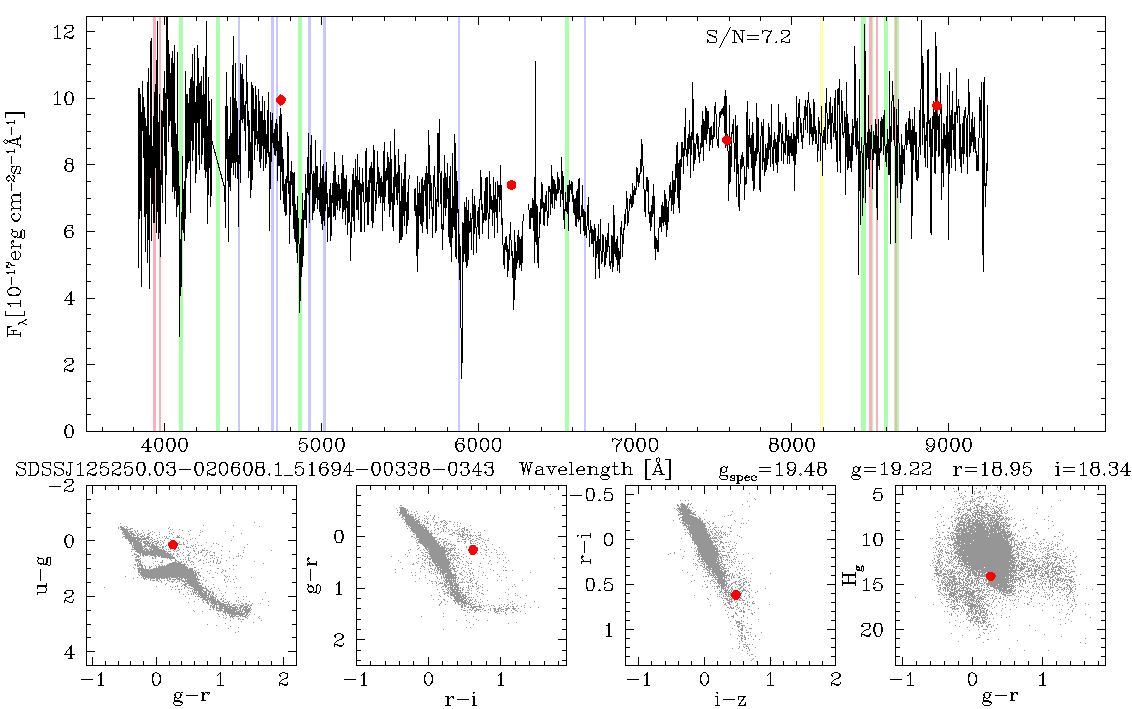 S/N=7.2
12
10
8
6
4
2
0
F_λ[10⁻¹⁷erg cm⁻²s⁻¹Å⁻¹]
4000 5000 6000 7000 8000 9000
SDSSJ125250.03−020608.1_51694−00338−0343 Wavelength [Å] g_spec=19.48 g=19.22 r=18.95 i=18.34
−2
0
2
4
u−g
−1 0 1 2
g−r
0
1
2
g−r
−1 0 1
r−i
−0.5
0
0.5
1
r−i
−1 0 1 2
i−z
5
10
15
20
H_g
−1 0 1
g−r